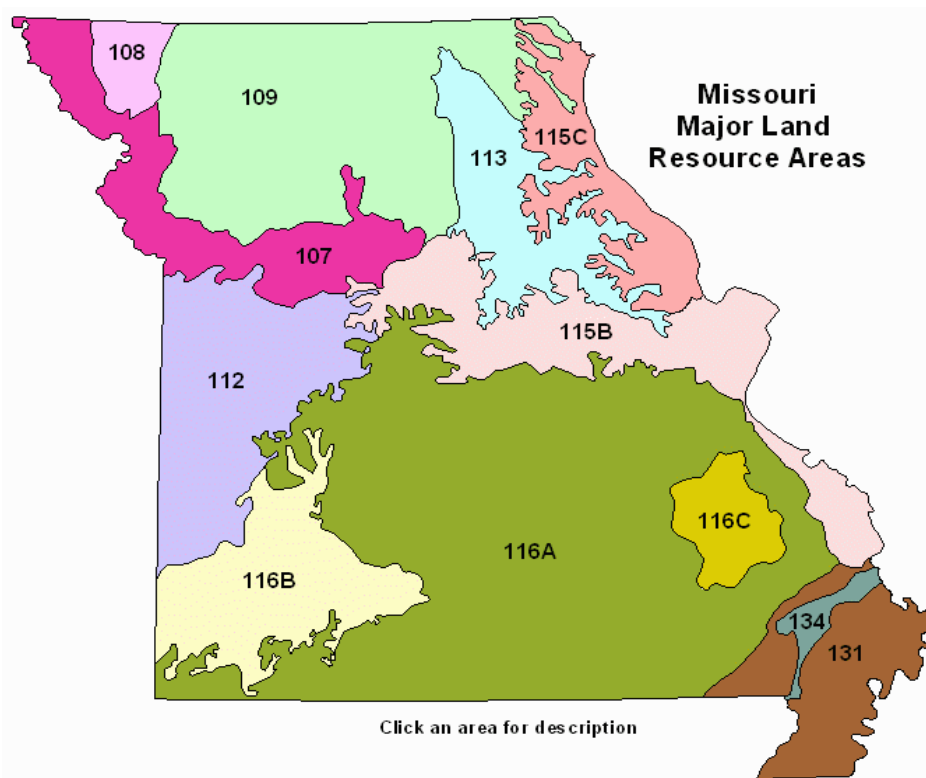 108
109
Missouri
Major Land
Resource Areas
115C
113
107
115B
112
116C
116A
116B
134
131
Click an area for description